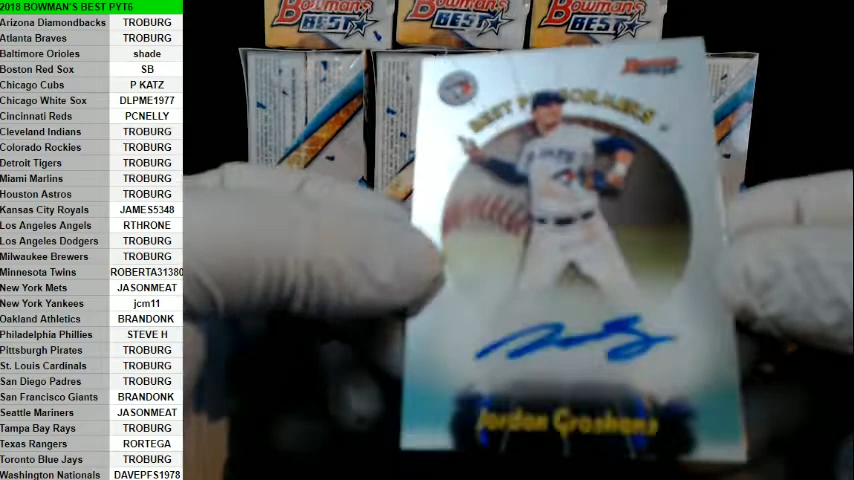 2018 BOWMAN'S BEST PYT6
Arizona Diamondbacks TROBURG
Atlanta Braves TROBURG
Baltimore Orioles shade
Boston Red Sox SB
Chicago Cubs P KATZ
Chicago White Sox DLPME1977
Cincinnati Reds PCNELLY
Cleveland Indians TROBURG
Colorado Rockies TROBURG
Detroit Tigers TROBURG
Miami Marlins TROBURG
Houston Astros TROBURG
Kansas City Royals JAMES5348
Los Angeles Angels RTHRONE
Los Angeles Dodgers TROBURG
Milwaukee Brewers TROBURG
Minnesota Twins ROBERTA31380
New York Mets JASONMEAT
New York Yankees jcm11
Oakland Athletics BRANDONK
Philadelphia Phillies STEVE H
Pittsburgh Pirates TROBURG
St. Louis Cardinals TROBURG
San Diego Padres TROBURG
San Francisco Giants BRANDONK
Seattle Mariners JASONMEAT
Tampa Bay Rays TROBURG
Texas Rangers RORTEGA
Toronto Blue Jays TROBURG
Washington Nationals DAVEPFS1978
Bowman's BEST
Bowman's BEST
Bowman's BEST
BEST PERFORMERS
Jordan Groshans